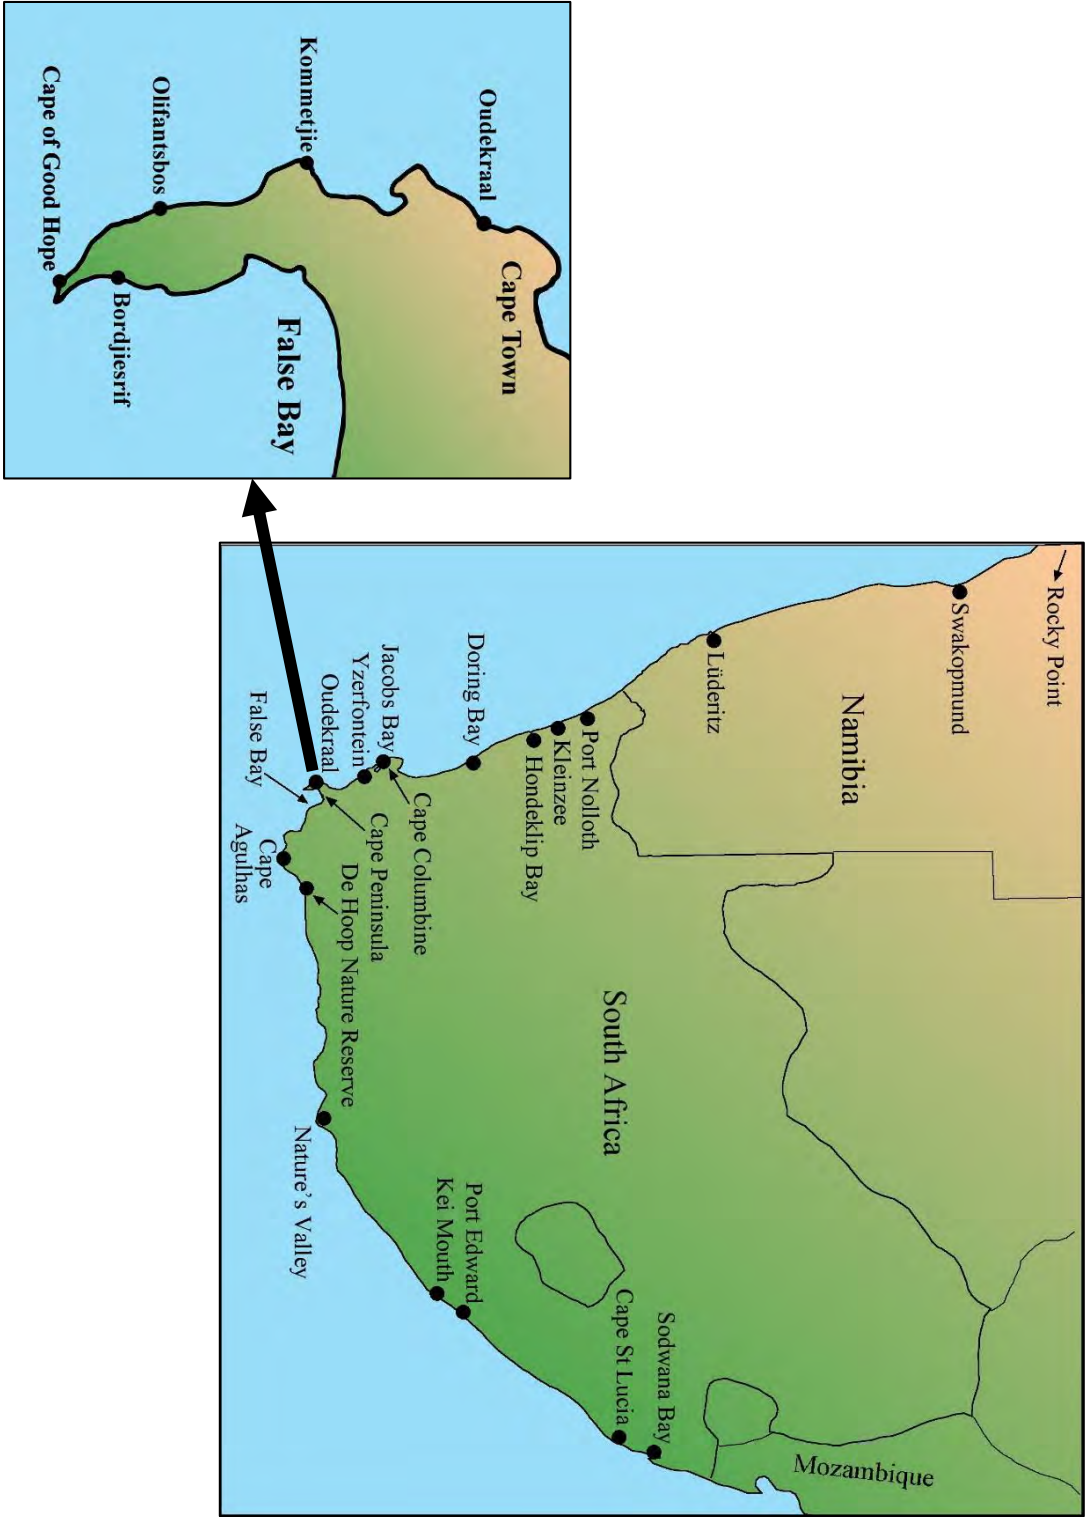 Rocky Point
Swakopmund
Namibia
Lüderitz
Port Nolloth
Kleinzee
Hondeklip Bay
Doring Bay
Jacobs Bay
Yzerfontein
Oudekraal
False Bay
Cape Columbine
Cape Peninsula
De Hoop Nature Reserve
Cape
Agulhas
South Africa
Nature's Valley
Port Edward
Kei Mouth
Cape St Lucia
Sodwana Bay
Mozambique
Oudekraal
Cape Town
Kommetjie
False Bay
Olifantsbos
Bordjiesrif
Cape of Good Hope